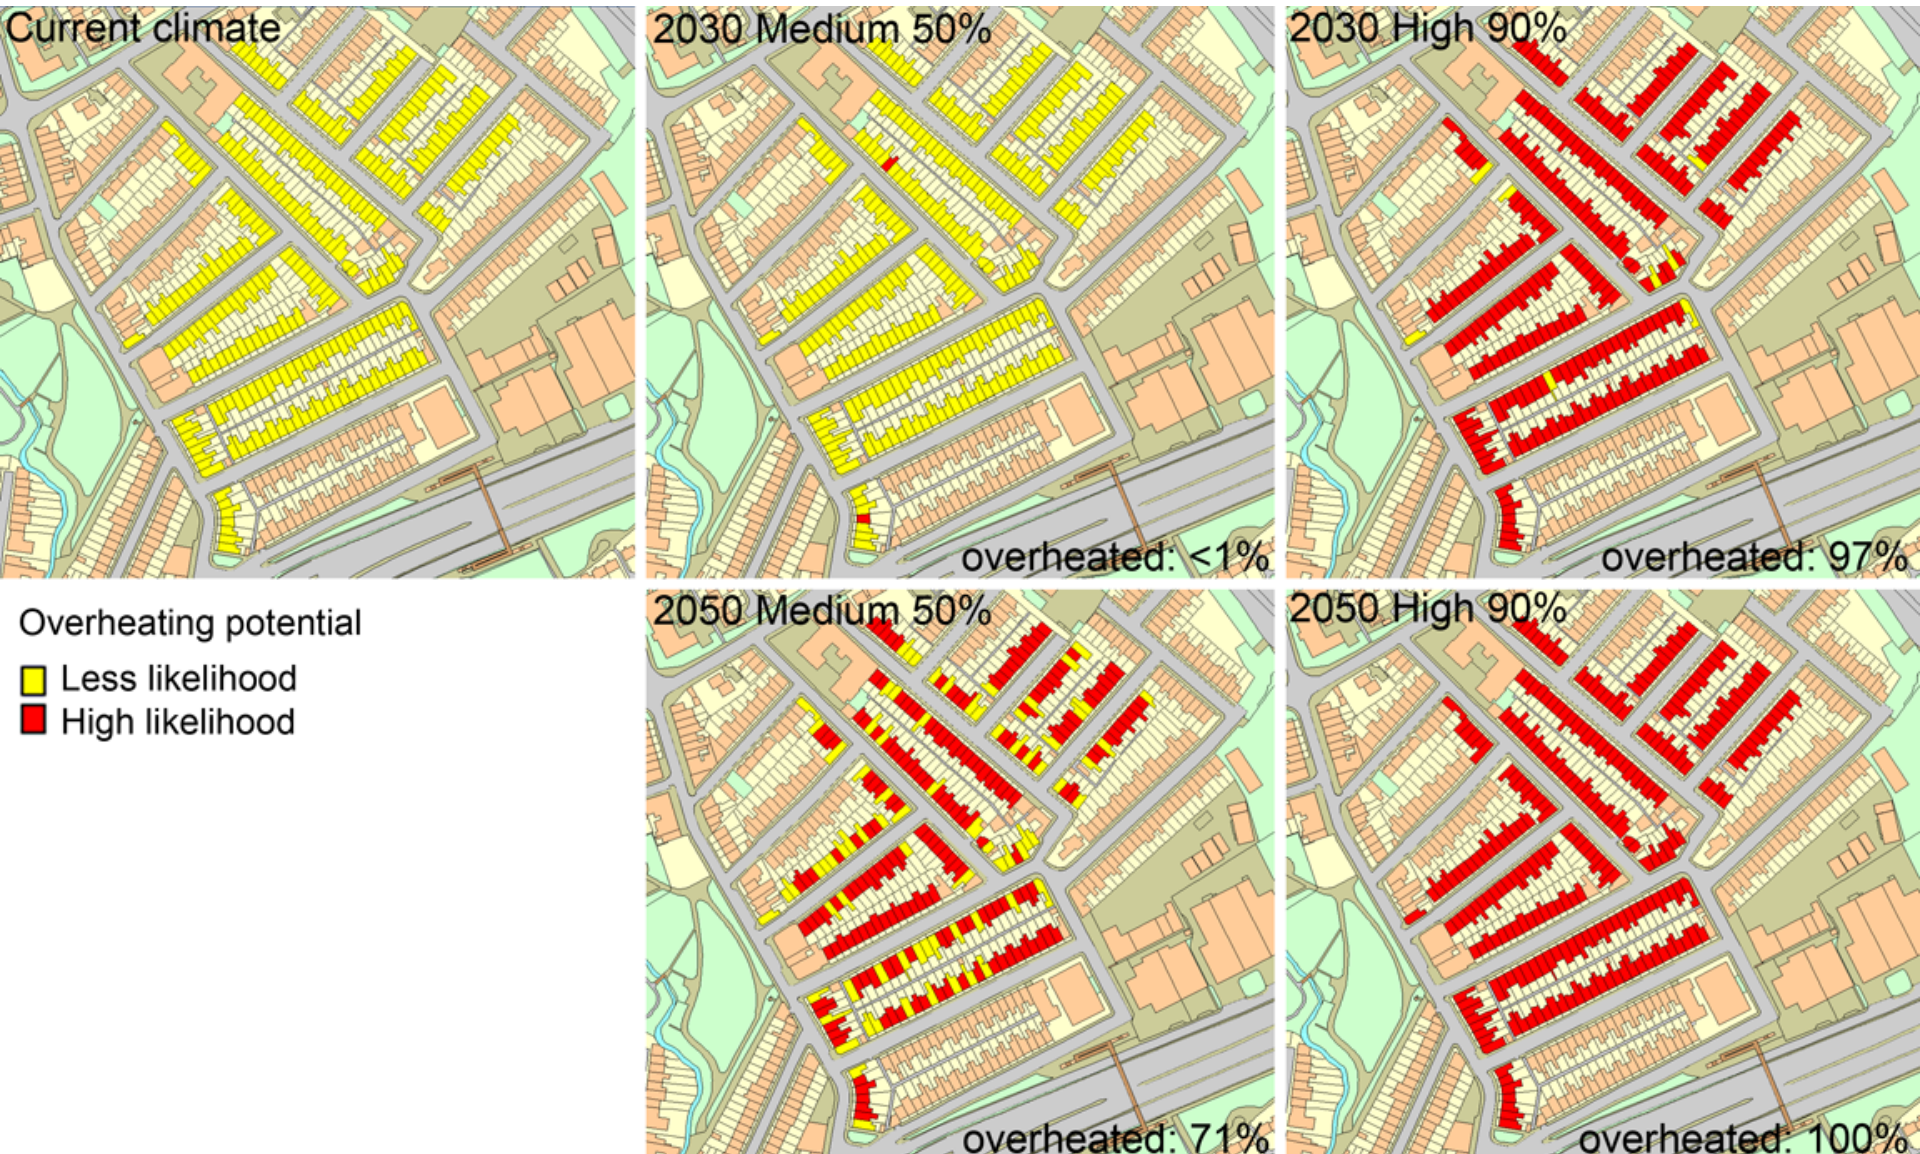 Current climate
2030 Medium 50%
2030 High 90%
overheated: <1%
overheated: 97%
Overheating potential
Less likelihood
High likelihood
2050 Medium 50%
2050 High 90%
overheated: 71%
overheated: 100%